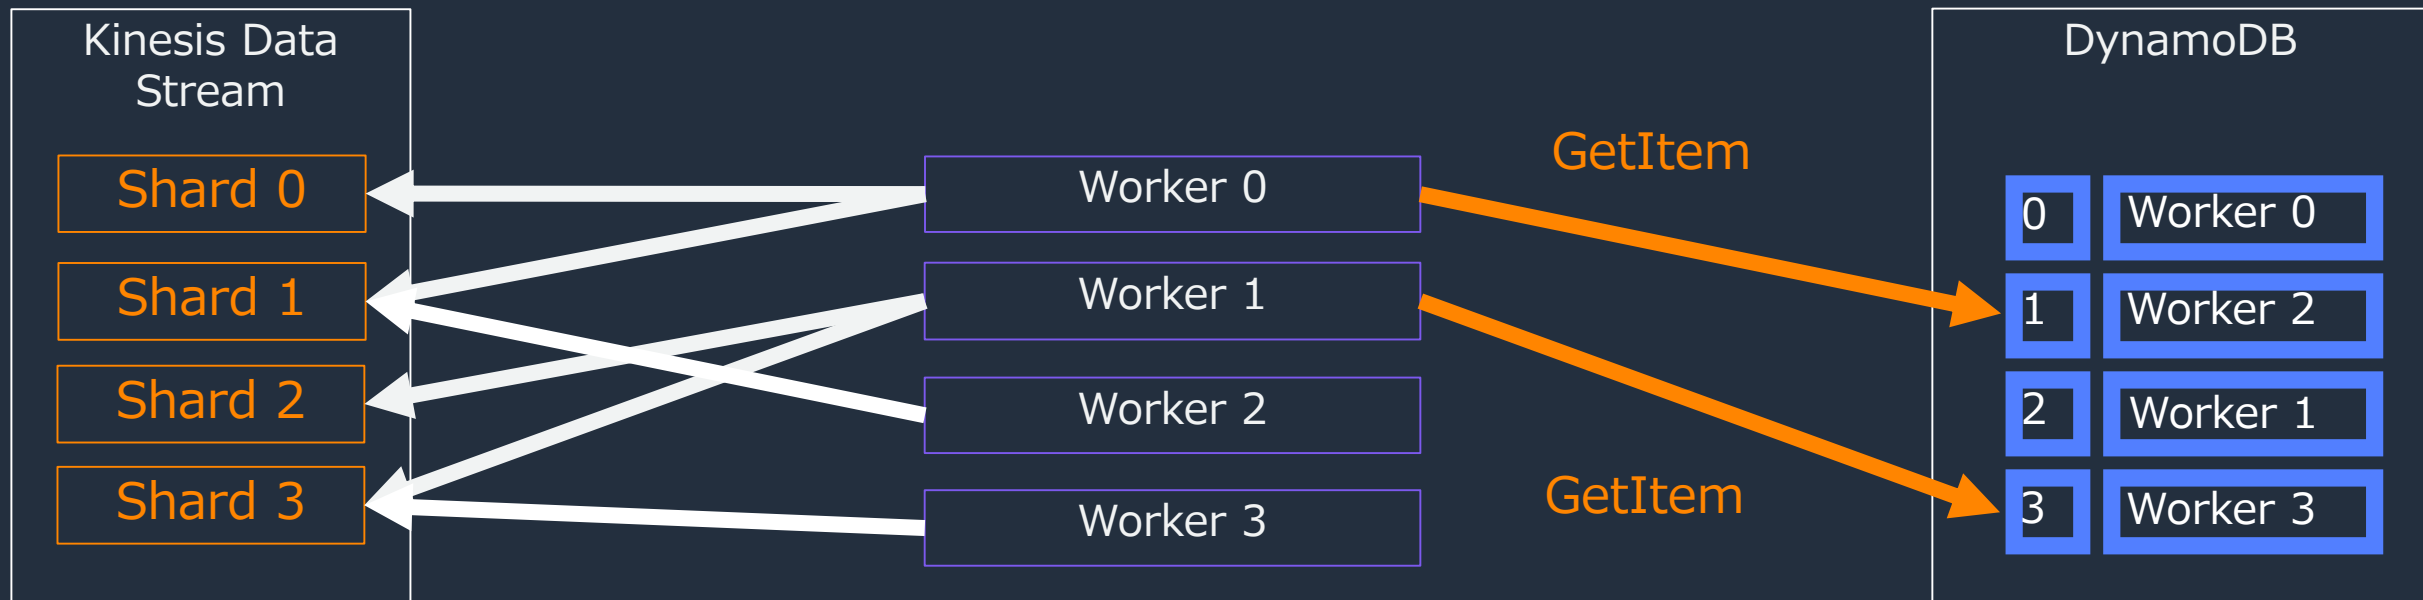 Kinesis Data
Stream
Shard 0
Shard 1
Shard 2
Shard 3
Worker 0
Worker 1
Worker 2
Worker 3
GetItem
GetItem
DynamoDB
0 Worker 0
1 Worker 2
2 Worker 1
3 Worker 3